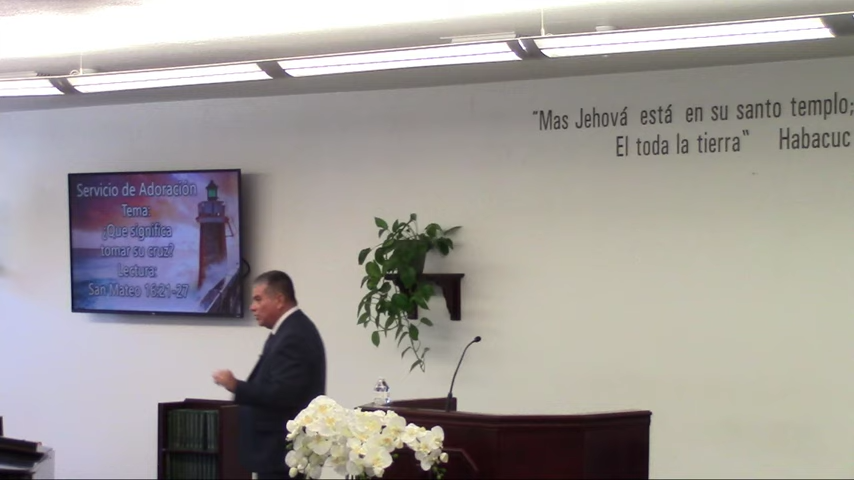 "Mas Jehová está en su santo templo;
El toda la tierra" Habacuc
Servicio de Adoración
Tema:
¿Que significa
tomar su cruz?
Lectura:
San Mateo 16:21-27